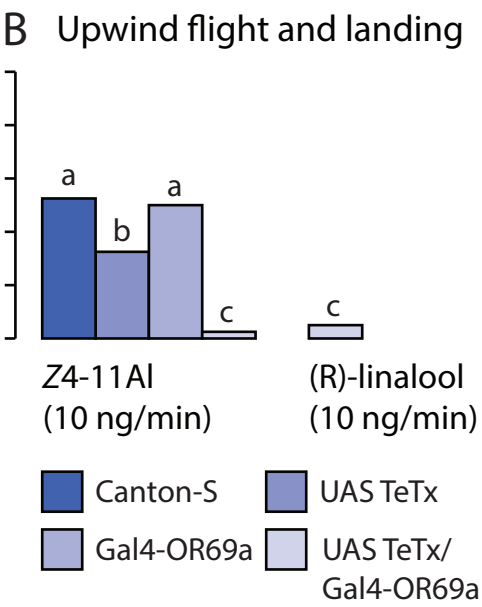 B Upwind flight and landing
a
b
a
c
c
Z4-11Al
(10 ng/min)
(R)-linalool
(10 ng/min)
Canton-S
UAS TeTx
Gal4-OR69a
UAS TeTx/
Gal4-OR69a